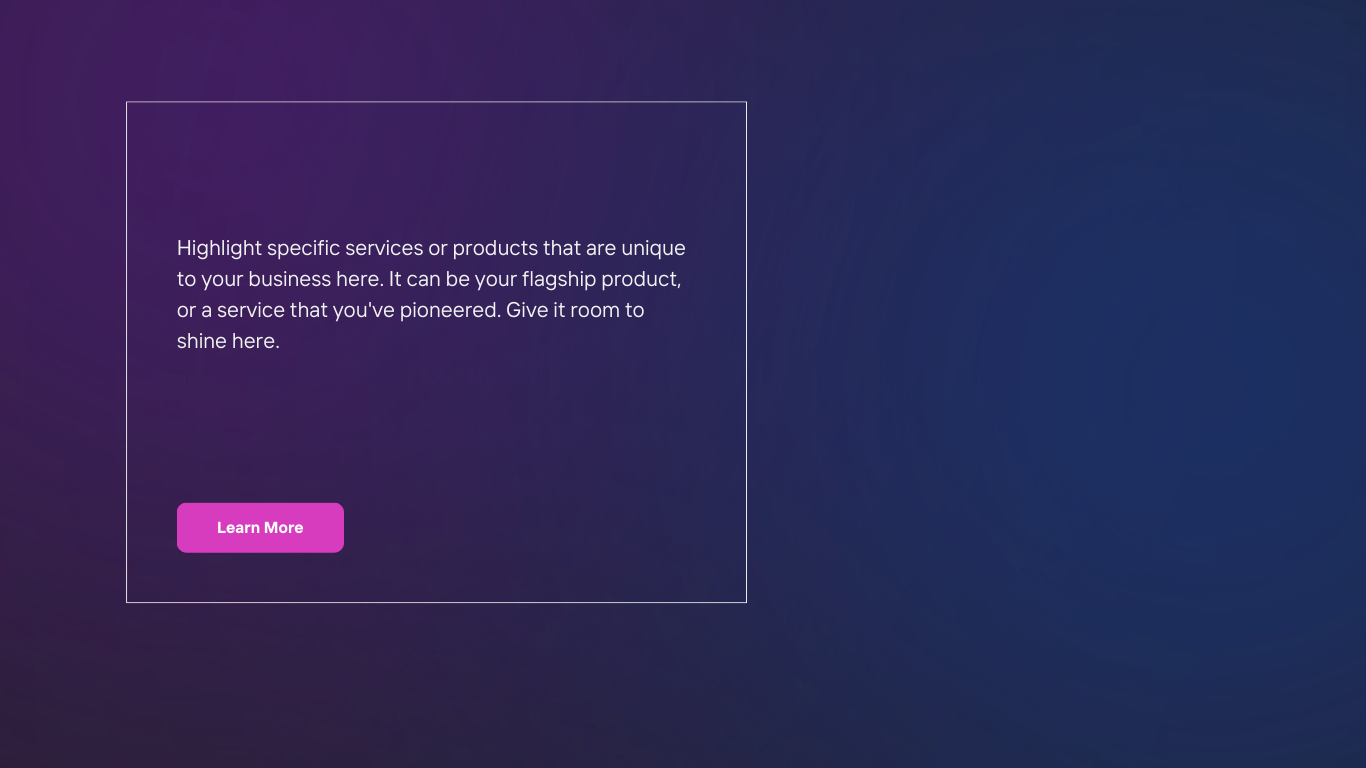 Highlight specific services or products that are unique
to your business here. It can be your flagship product,
or a service that you've pioneered. Give it room to
shine here.
Learn More